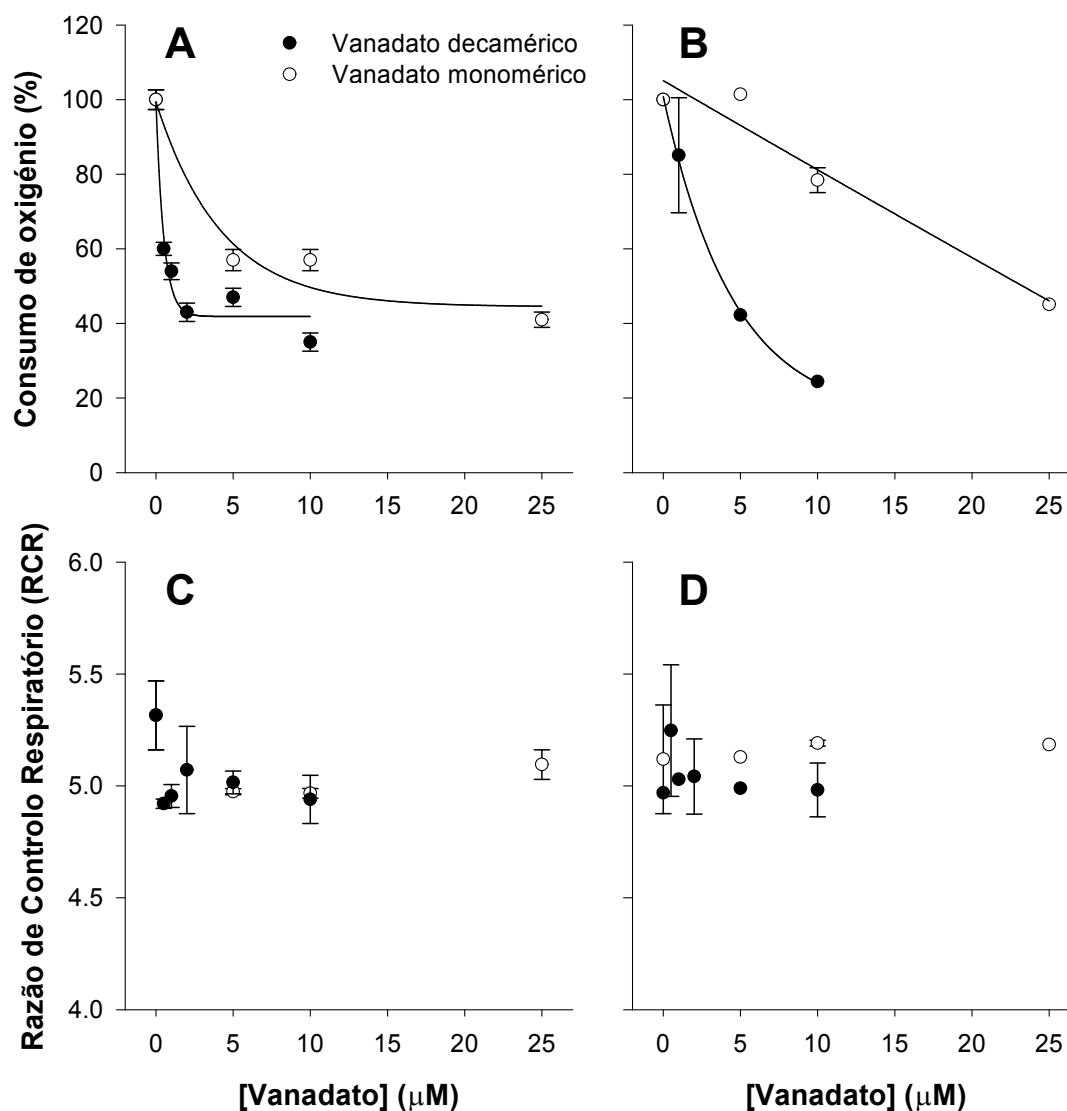 A
B
Vanadato decamérico
Vanadato monomérico
Consumo de oxigénio (%)
120
100
80
60
40
20
0
0 5 10 15 20 25
0 5 10 15 20 25
C
D
Razão de Controlo Respiratório (RCR)
6.0
5.5
5.0
4.5
4.0
0 5 10 15 20 25
0 5 10 15 20 25
[Vanadato] (μM)
[Vanadato] (μM)